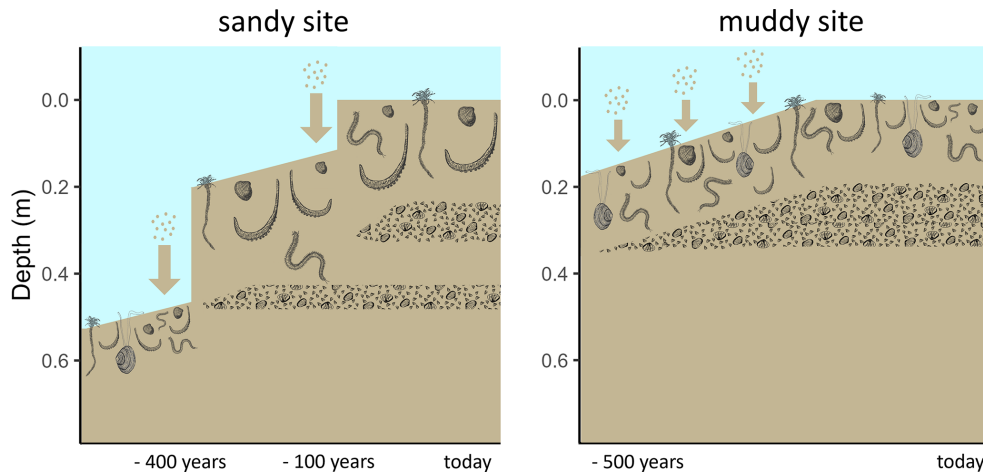 sandy site
muddy site
Depth (m)
0.0
0.2
0.4
0.6
- 400 years
- 100 years
today
0.0
0.2
0.4
0.6
- 500 years
today